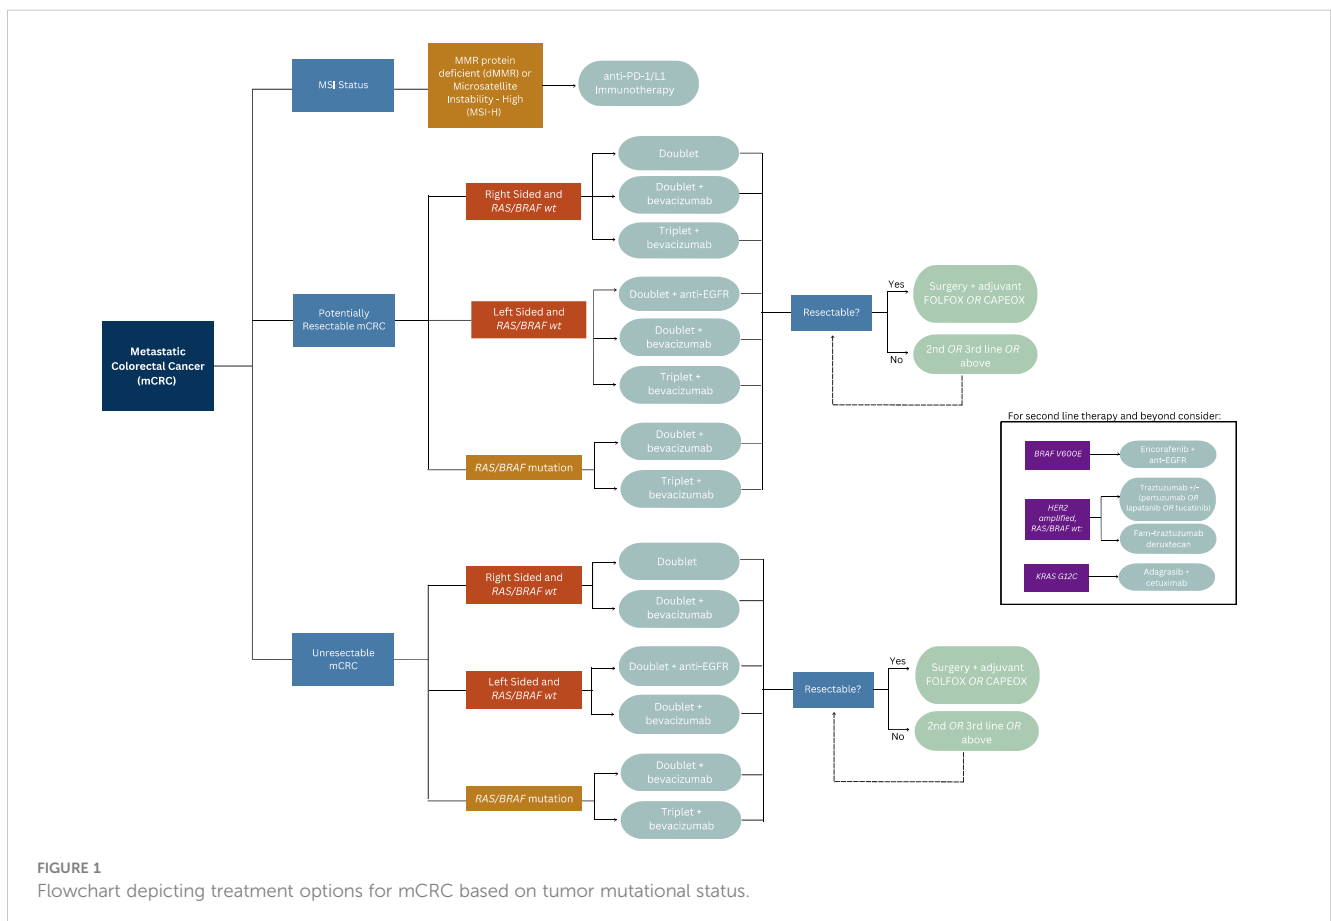 MSI Status
MMR protein
deficient (dMMR) or
Microsatellite
Instability - High
(MSI-H)
anti-PD-1/L1
Immunotherapy
Metastatic
Colorectal Cancer
(mCRC)
Potentially
Resectable mCRC
Right Sided and
RAS/BRAF wt
Doublet
Doublet +
bevacizumab
Triplet +
bevacizumab
Left Sided and
RAS/BRAF wt
Doublet + anti-EGFR
Doublet +
bevacizumab
Triplet +
bevacizumab
RAS/BRAF mutation
Doublet +
bevacizumab
Triplet +
bevacizumab
Resectable?
Yes
Surgery + adjuvant
FOLFOX OR CAPEOX
No
2nd OR 3rd line OR
above
For second line therapy and beyond consider:
BRAF V600E
Encorafenib +
ant-EGFR
HER2
amplified,
RAS/BRAF wt:
Traztuzumab +/-
(pertuzumab OR
lapatanib OR tucatinib)
Fam-traztuzumab
deruxtecan
KRAS G12C
Adagrasib +
cetuximab
Unresectable
mCRC
Right Sided and
RAS/BRAF wt
Doublet
Doublet +
bevacizumab
Left Sided and
RAS/BRAF wt
Doublet + anti-EGFR
Doublet +
bevacizumab
RAS/BRAF mutation
Doublet +
bevacizumab
Triplet +
bevacizumab
Resectable?
Yes
Surgery + adjuvant
FOLFOX OR CAPEOX
No
2nd OR 3rd line OR
above
FIGURE 1
Flowchart depicting treatment options for mCRC based on tumor mutational status.